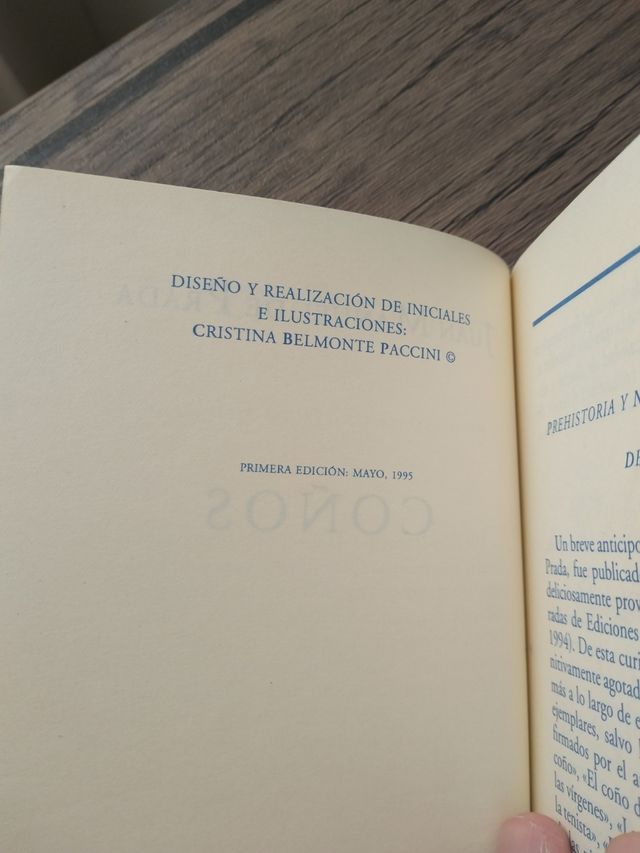 DISEÑO Y REALIZACIÓN DE INICIALES
E ILUSTRACIONES:
CRISTINA BELMONTE PACCINI ©
PRIMERA EDICIÓN: MAYO, 1995
COÑOS
PREHISTORIA Y
DE
Un breve anticipo
Prada, fue publicad
deliciosamente prov
radas de Ediciones
1994). De esta curi
nitivamente agotad
más a lo largo de e
ejemplares, salvo
firmados por el a
coño», «El coño d
las vírgenes», «L
la tenista», «